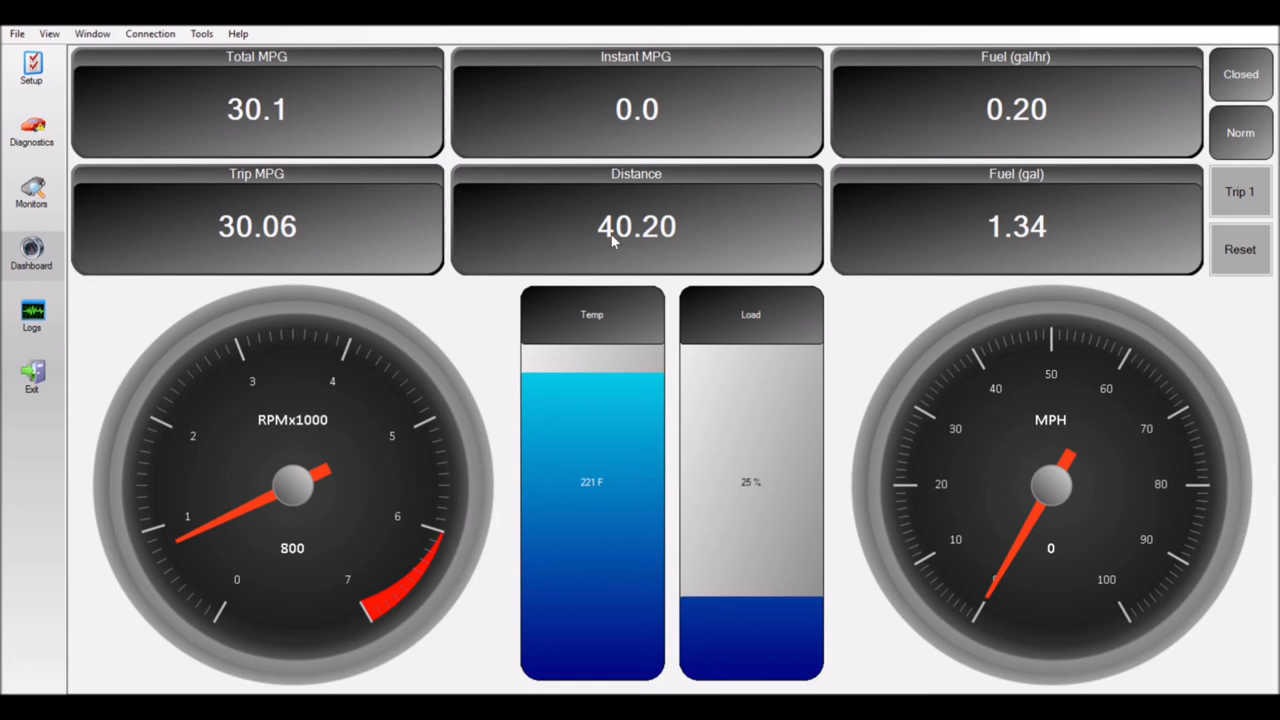 File View Window Connection Tools Help
Setup
Diagnostics
Monitors
Dashboard
Logs
Exit
Total MPG
30.1
Instant MPG
0.0
Fuel (gal/hr)
0.20
Closed
Norm
Trip MPG
30.06
Distance
40.20
Fuel (gal)
1.34
Trip 1
Reset
3 4
2 5
RPMx1000
1 6
800
0 7
Temp
221 F
Load
25 %
50
40 60
30 70
MPH
20 80
10 90
0
0 100